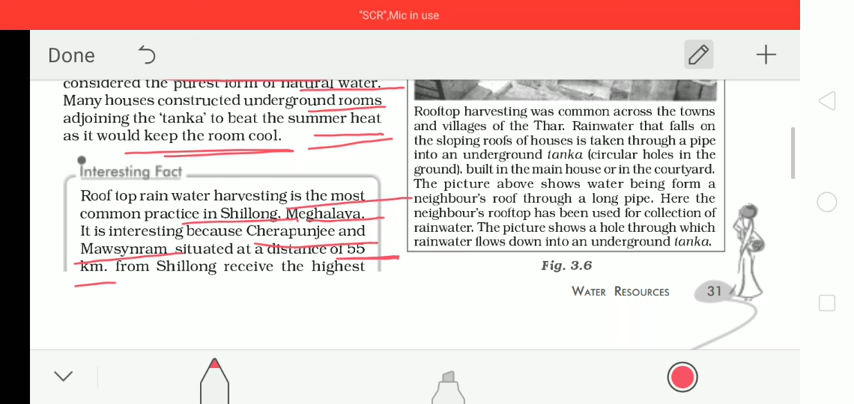 "SCR",Mic in use
Done
considered the purest form of natural water.
Many houses constructed underground rooms
adjoining the ‘tanka’ to beat the summer heat
as it would keep the room cool.
Interesting Fact
Roof top rain water harvesting is the most
common practice in Shillong, Meghalaya.
It is interesting because Cherapunjee and
Mawsynram situated at a distance of 55
km. from Shillong receive the highest
Rooftop harvesting was common across the towns
and villages of the Thar. Rainwater that falls on
the sloping roofs of houses is taken through a pipe
into an underground tanka (circular holes in the
ground), built in the main house or in the courtyard.
The picture above shows water being form a
neighbour's roof through a long pipe. Here the
neighbour's rooftop has been used for collection of
rainwater. The picture shows a hole through which
rainwater flows down into an underground tanka.
Fig. 3.6
WATER RESOURCES 31